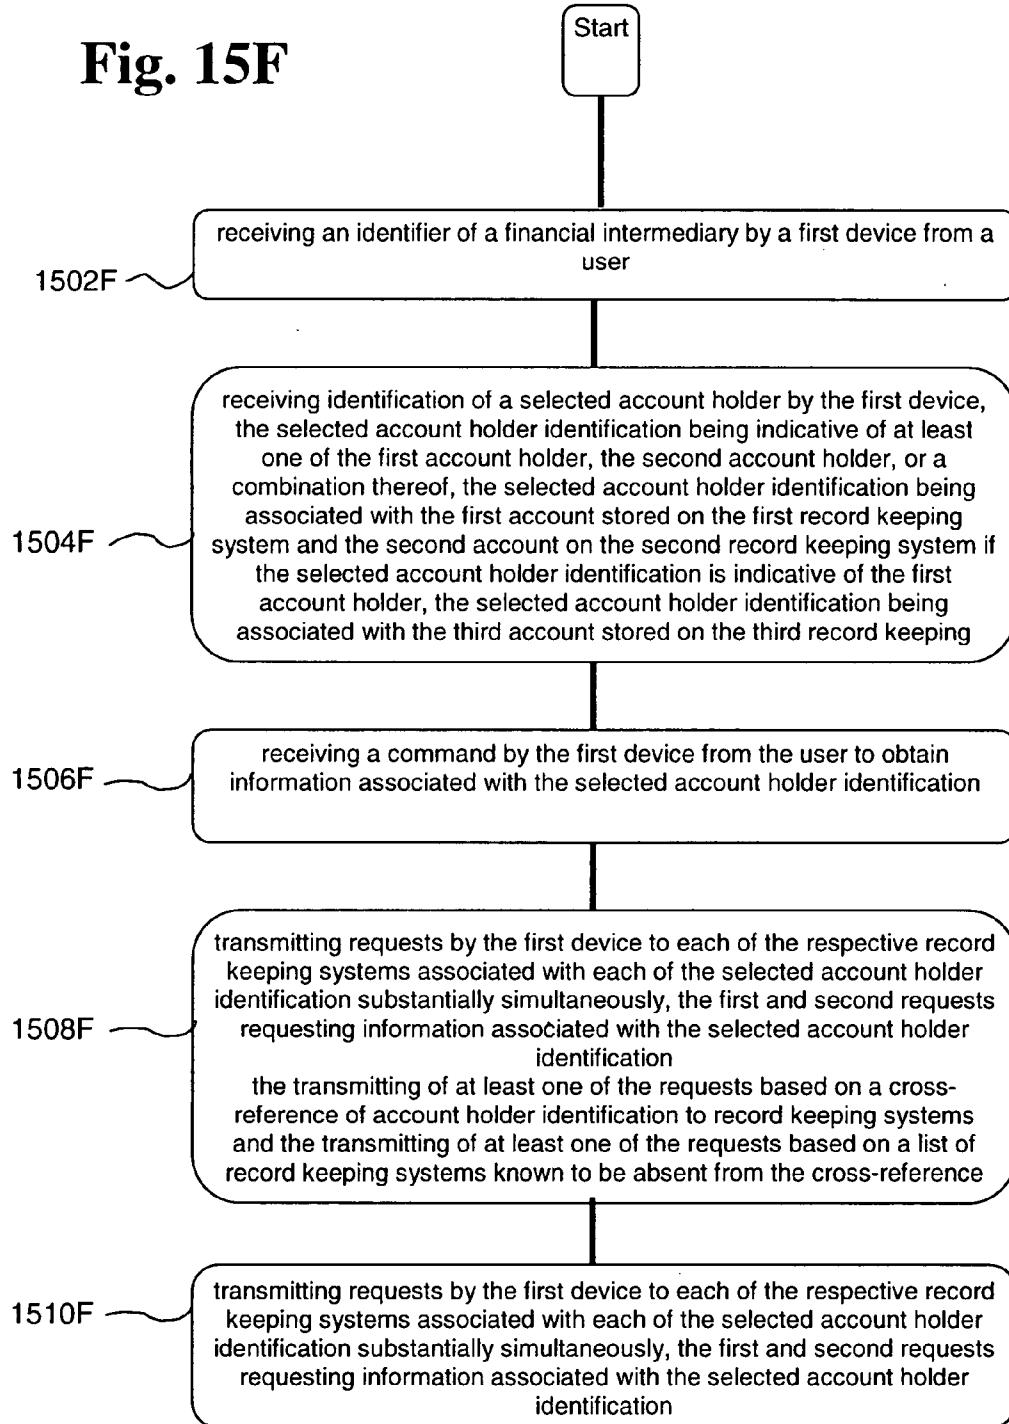 Fig. 15F
Start
receiving an identifier of a financial intermediary by a first device from a
user
1502F
receiving identification of a selected account holder by the first device,
the selected account holder identification being indicative of at least
one of the first account holder, the second account holder, or a
combination thereof, the selected account holder identification being
associated with the first account stored on the first record keeping
system and the second account on the second record keeping system if
the selected account holder identification is indicative of the first
account holder, the selected account holder identification being
associated with the third account stored on the third record keeping
1504F
receiving a command by the first device from the user to obtain
information associated with the selected account holder identification
1506F
transmitting requests by the first device to each of the respective record
keeping systems associated with each of the selected account holder
identification substantially simultaneously, the first and second requests
requesting information associated with the selected account holder
identification
the transmitting of at least one of the requests based on a cross-
reference of account holder identification to record keeping systems
and the transmitting of at least one of the requests based on a list of
record keeping systems known to be absent from the cross-reference
1508F
transmitting requests by the first device to each of the respective record
keeping systems associated with each of the selected account holder
identification substantially simultaneously, the first and second requests
requesting information associated with the selected account holder
identification
1510F